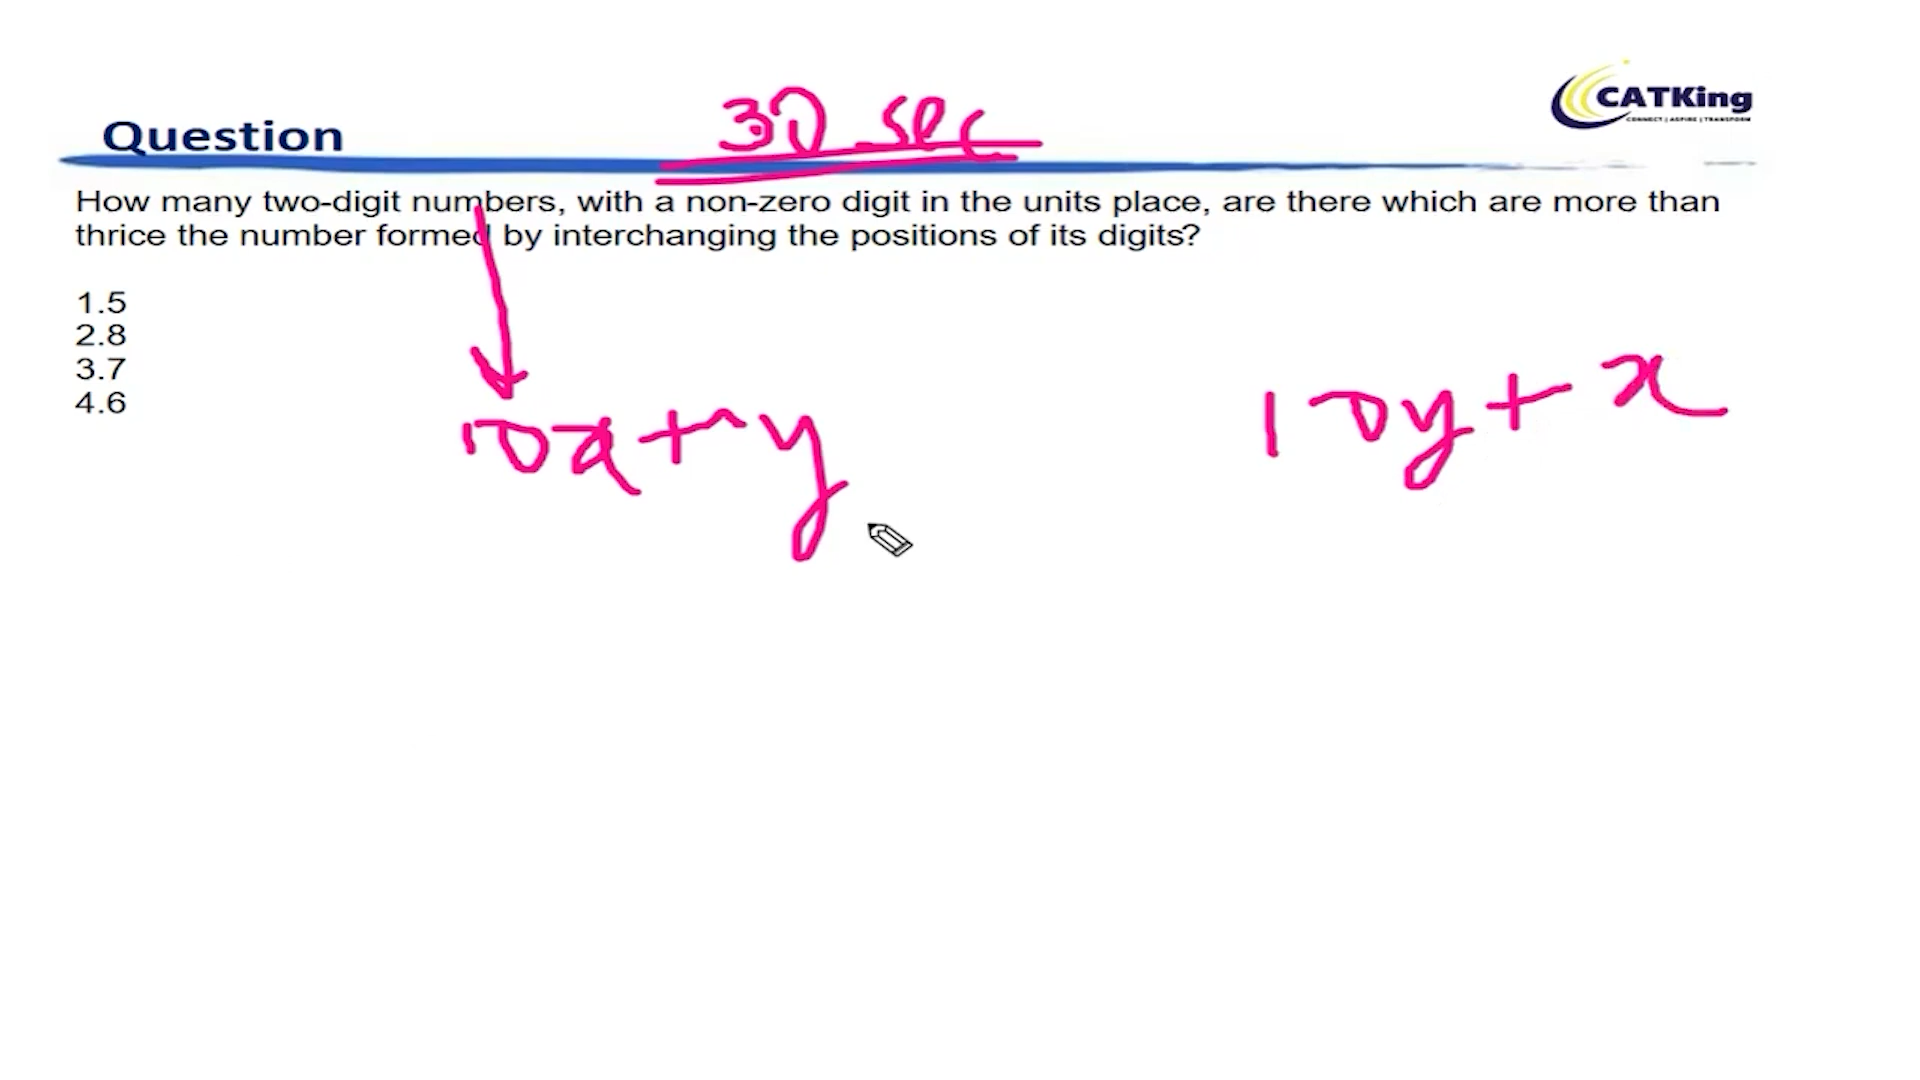 30 sec
CATKing
CONNECT | ASPIRE | TRANSFORM
Question
How many two-digit numbers, with a non-zero digit in the units place, are there which are more than
thrice the number formed by interchanging the positions of its digits?
1.5
2.8
3.7
4.6
10x+y
10y+x